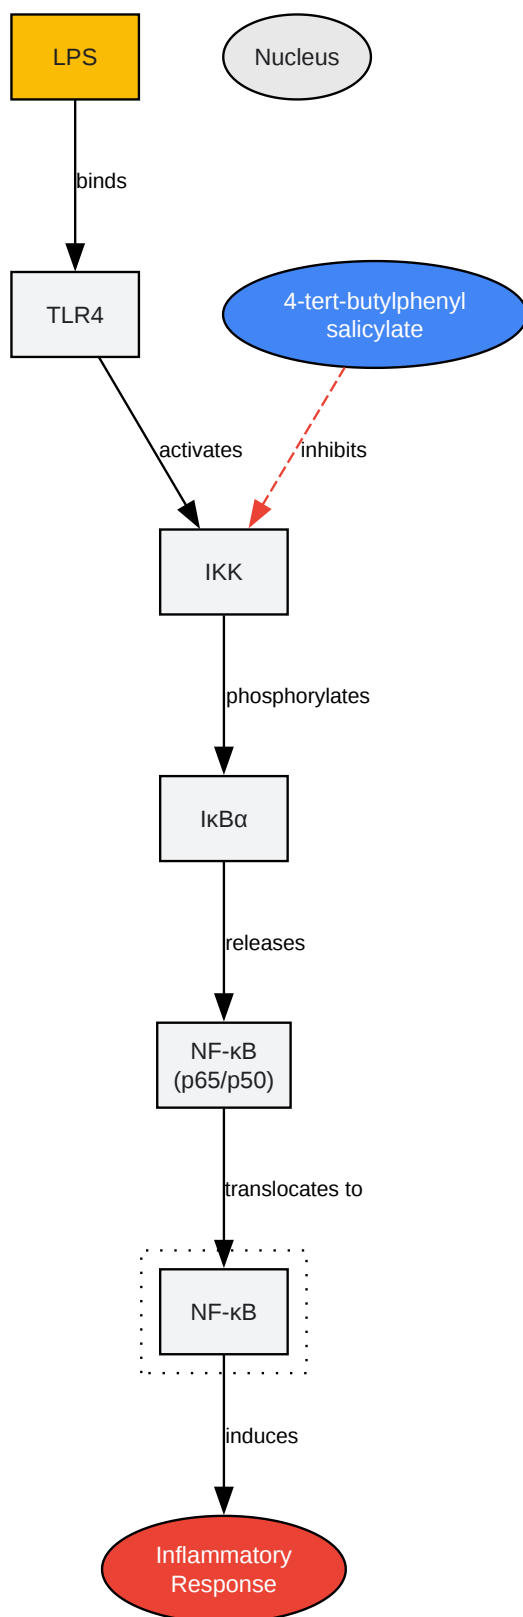 LPS
Nucleus
binds
TLR4
4-tert-butylphenyl
salicylate
activates
inhibits
IKK
phosphorylates
IκBα
releases
NF-κB
(p65/p50)
translocates to
NF-κB
induces
Inflammatory
Response